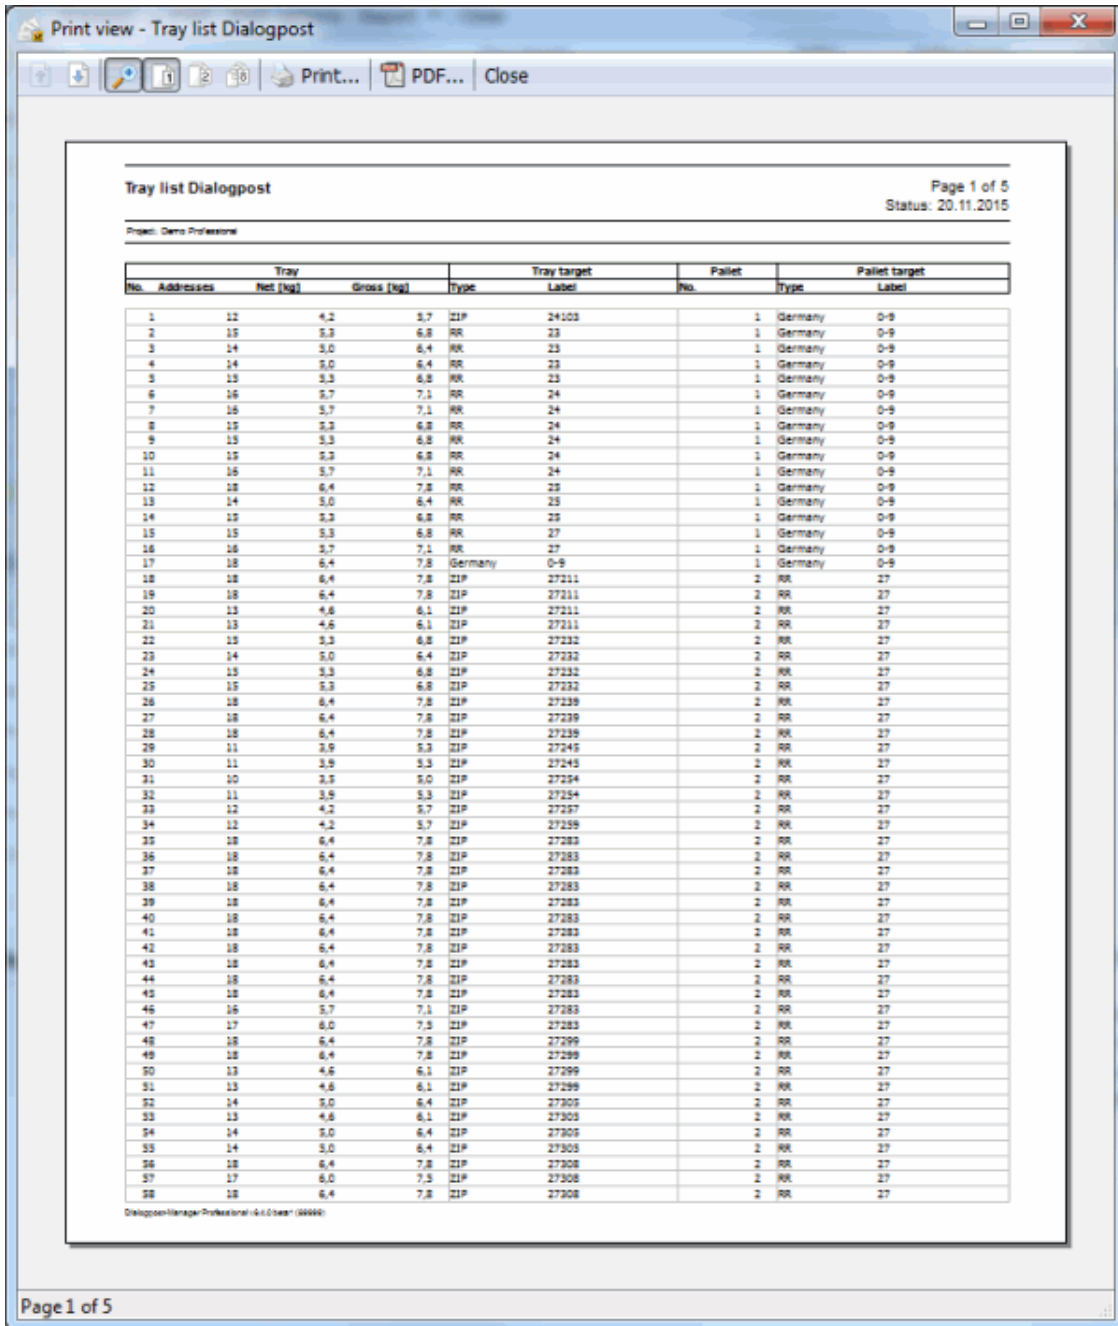 Print view - Tray list Dialogpost
Print... PDF... Close
Tray list Dialogpost Page 1 of 5
Status: 20.11.2015
Project: Demo Professional
Tray Tray target Pallet Pallet target
No. Addresses Net [kg] Gross [kg] Type Label No. Type Label
1 12 4,2 5,7 ZIP 24103 1 Germany 0-9
2 15 5,3 6,8 RR 23 1 Germany 0-9
3 14 5,0 6,4 RR 23 1 Germany 0-9
4 14 5,0 6,4 RR 23 1 Germany 0-9
5 15 5,3 6,8 RR 23 1 Germany 0-9
6 16 5,7 7,1 RR 24 1 Germany 0-9
7 16 5,7 7,1 RR 24 1 Germany 0-9
8 15 5,3 6,8 RR 24 1 Germany 0-9
9 15 5,3 6,8 RR 24 1 Germany 0-9
10 15 5,3 6,8 RR 24 1 Germany 0-9
11 16 5,7 7,1 RR 24 1 Germany 0-9
12 18 6,4 7,8 RR 25 1 Germany 0-9
13 14 5,0 6,4 RR 25 1 Germany 0-9
14 15 5,3 6,8 RR 25 1 Germany 0-9
15 15 5,3 6,8 RR 27 1 Germany 0-9
16 16 5,7 7,1 RR 27 1 Germany 0-9
17 18 6,4 7,8 Germany 0-9 1 Germany 0-9
18 18 6,4 7,8 ZIP 27211 2 RR 27
19 18 6,4 7,8 ZIP 27211 2 RR 27
20 13 4,6 6,1 ZIP 27211 2 RR 27
21 13 4,6 6,1 ZIP 27211 2 RR 27
22 15 5,3 6,8 ZIP 27232 2 RR 27
23 14 5,0 6,4 ZIP 27232 2 RR 27
24 15 5,3 6,8 ZIP 27232 2 RR 27
25 15 5,3 6,8 ZIP 27232 2 RR 27
26 18 6,4 7,8 ZIP 27239 2 RR 27
27 18 6,4 7,8 ZIP 27239 2 RR 27
28 18 6,4 7,8 ZIP 27239 2 RR 27
29 11 3,9 5,3 ZIP 27245 2 RR 27
30 11 3,9 5,3 ZIP 27245 2 RR 27
31 10 3,5 5,0 ZIP 27254 2 RR 27
32 11 3,9 5,3 ZIP 27254 2 RR 27
33 12 4,2 5,7 ZIP 27257 2 RR 27
34 12 4,2 5,7 ZIP 27259 2 RR 27
35 18 6,4 7,8 ZIP 27283 2 RR 27
36 18 6,4 7,8 ZIP 27283 2 RR 27
37 18 6,4 7,8 ZIP 27283 2 RR 27
38 18 6,4 7,8 ZIP 27283 2 RR 27
39 18 6,4 7,8 ZIP 27283 2 RR 27
40 18 6,4 7,8 ZIP 27283 2 RR 27
41 18 6,4 7,8 ZIP 27283 2 RR 27
42 18 6,4 7,8 ZIP 27283 2 RR 27
43 18 6,4 7,8 ZIP 27283 2 RR 27
44 18 6,4 7,8 ZIP 27283 2 RR 27
45 18 6,4 7,8 ZIP 27283 2 RR 27
46 16 5,7 7,1 ZIP 27283 2 RR 27
47 17 6,0 7,5 ZIP 27283 2 RR 27
48 18 6,4 7,8 ZIP 27299 2 RR 27
49 18 6,4 7,8 ZIP 27299 2 RR 27
50 13 4,6 6,1 ZIP 27299 2 RR 27
51 13 4,6 6,1 ZIP 27299 2 RR 27
52 14 5,0 6,4 ZIP 27305 2 RR 27
53 13 4,6 6,1 ZIP 27305 2 RR 27
54 14 5,0 6,4 ZIP 27305 2 RR 27
55 14 5,0 6,4 ZIP 27305 2 RR 27
56 18 6,4 7,8 ZIP 27308 2 RR 27
57 17 6,0 7,5 ZIP 27308 2 RR 27
58 18 6,4 7,8 ZIP 27308 2 RR 27
Dialogpost-Manager Professional (99999)
Page 1 of 5